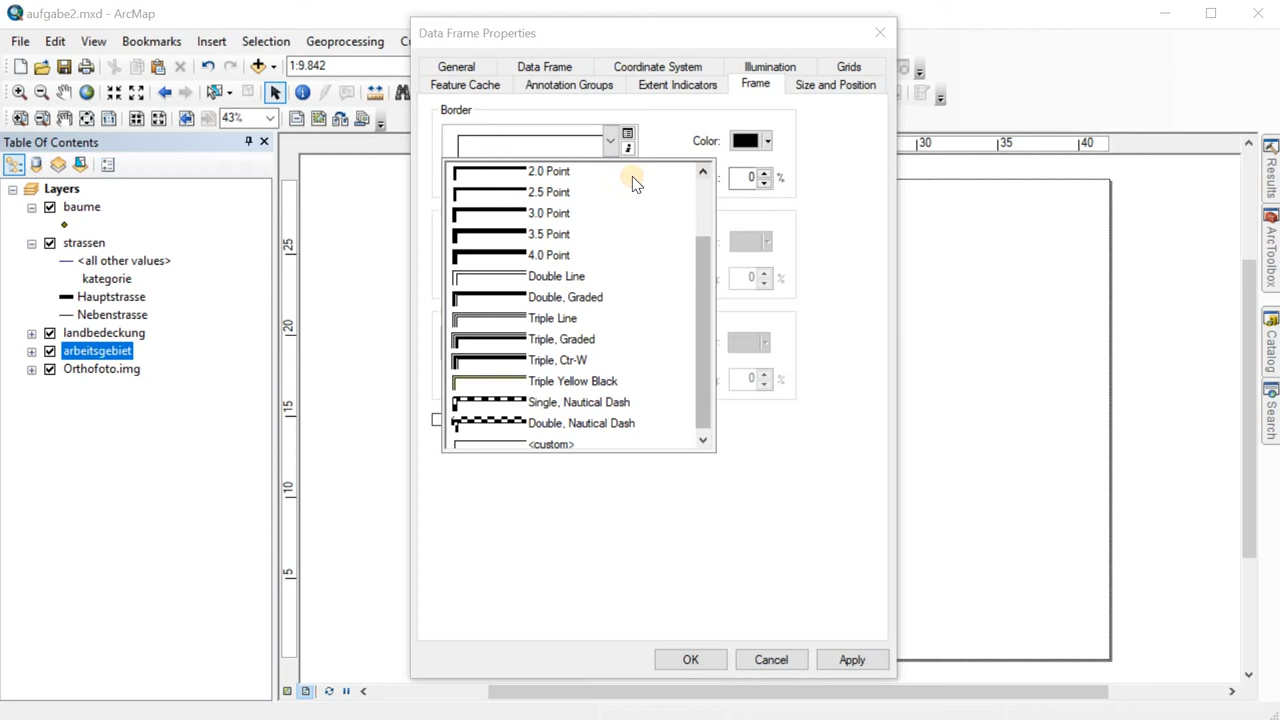 aufgabe2.mxd - ArcMap
File Edit View Bookmarks Insert Selection Geoprocessing
1:9.842
43%
Table Of Contents
Layers
baume
strassen
<all other values>
kategorie
Hauptstrasse
Nebenstrasse
landbedeckung
arbeitsgebiet
Orthofoto.img
Data Frame Properties
General Data Frame Coordinate System Illumination Grids
Feature Cache Annotation Groups Extent Indicators Frame Size and Position
Border
Color:
: 0 %
2.0 Point
2.5 Point
3.0 Point
3.5 Point
4.0 Point
Double Line
Double, Graded
Triple Line
Triple, Graded
Triple, Ctr-W
Triple Yellow Black
Single, Nautical Dash
Double, Nautical Dash
<custom>
0 %
0 %
OK Cancel Apply
30 35 40
25
20
15
10
5
Results
ArcToolbox
Catalog
Search